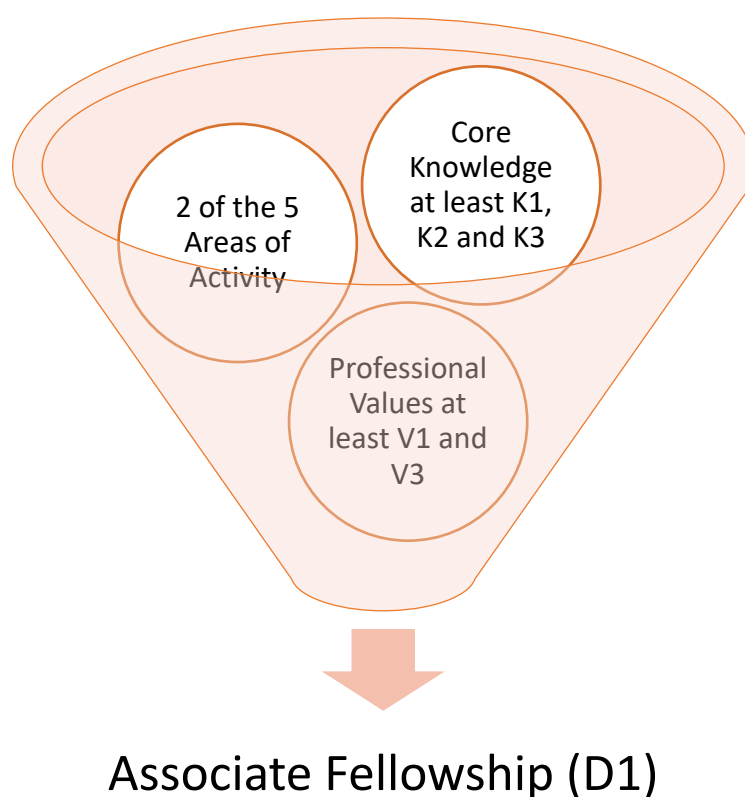 2 of the 5
Areas of
Activity
Core
Knowledge
at least K1,
K2 and K3
Professional
Values at
least V1 and
V3
Associate Fellowship (D1)